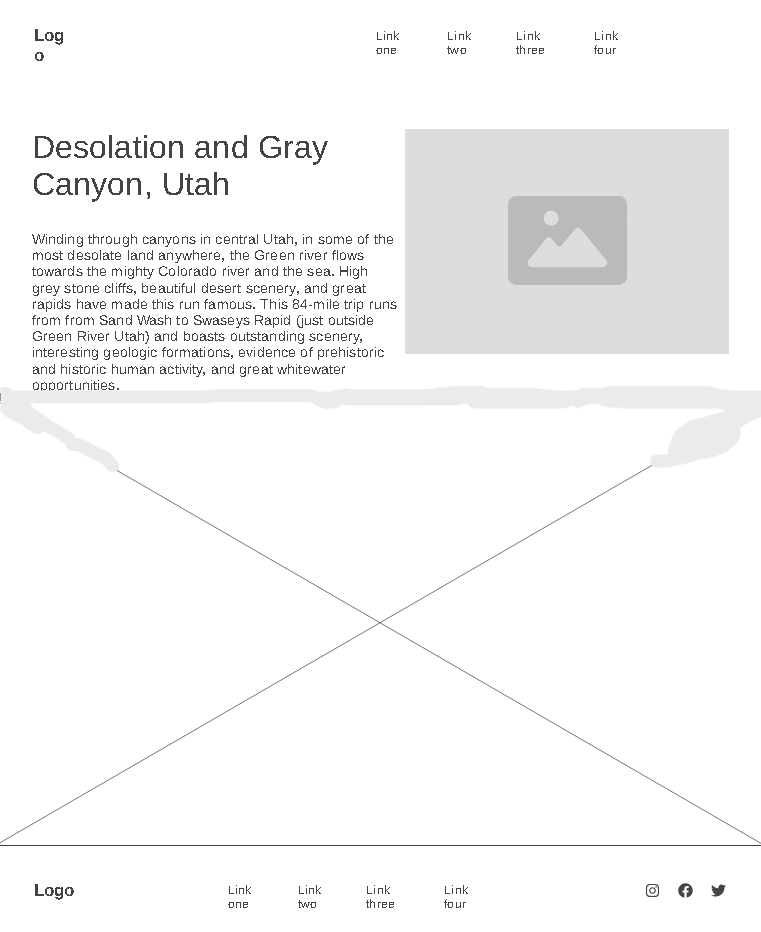 Log
o
Link
one
Link
two
Link
three
Link
four
Desolation and Gray
Canyon, Utah
Winding through canyons in central Utah, in some of the
most desolate land anywhere, the Green river flows
towards the mighty Colorado river and the sea. High
grey stone cliffs, beautiful desert scenery, and great
rapids have made this run famous. This 84-mile trip runs
from from Sand Wash to Swaseys Rapid (just outside
Green River Utah) and boasts outstanding scenery,
interesting geologic formations, evidence of prehistoric
and historic human activity, and great whitewater
opportunities.
Logo
Link
one
Link
two
Link
three
Link
four